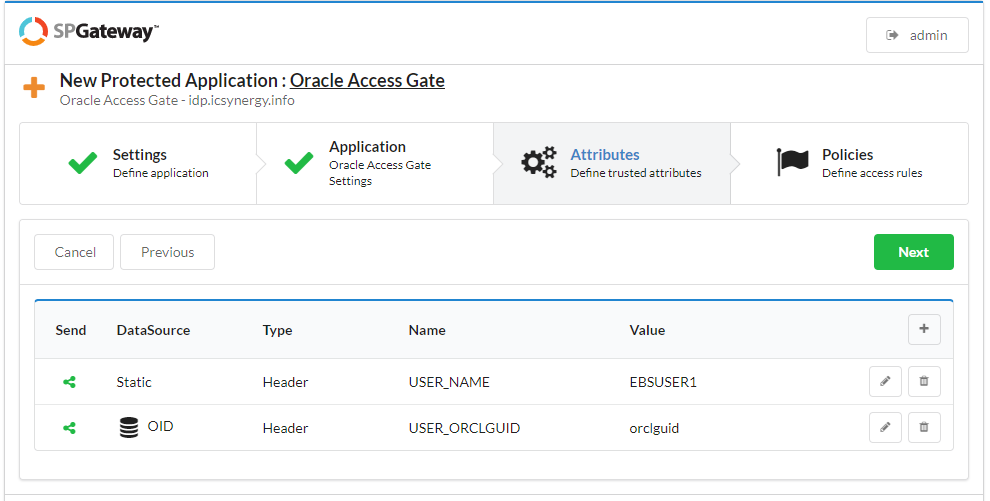 SPGateway™
admin
New Protected Application : Oracle Access Gate
Oracle Access Gate - idp.icsynergy.info
Settings
Define application
Application
Oracle Access Gate
Settings
Attributes
Define trusted attributes
Policies
Define access rules
Cancel
Previous
Next
Send DataSource Type Name Value
Static Header USER_NAME EBSUSER1
OID Header USER_ORCLGUID orclguid